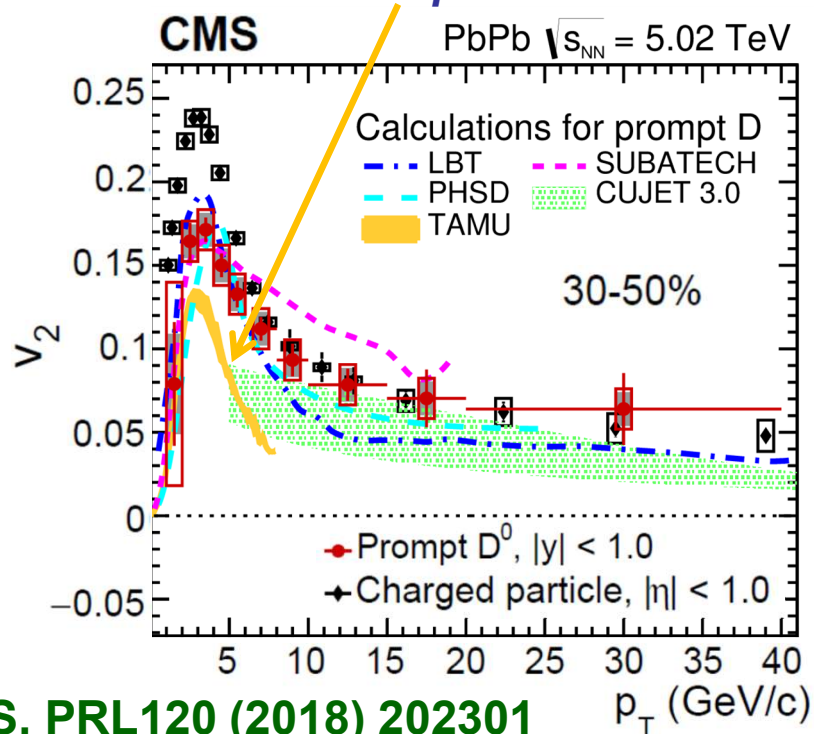 CMS PbPb √s_NN = 5.02 TeV
0.25
Calculations for prompt D
LBT SUBATECH
0.2
PHSD CUJET 3.0
TAMU
0.15
30-50%
v_2
0.1
0.05
0
Prompt D^0, |y| < 1.0
Charged particle, |η| < 1.0
−0.05
5 10 15 20 25 30 35 40
p_T (GeV/c)
S. PRL120 (2018) 202301